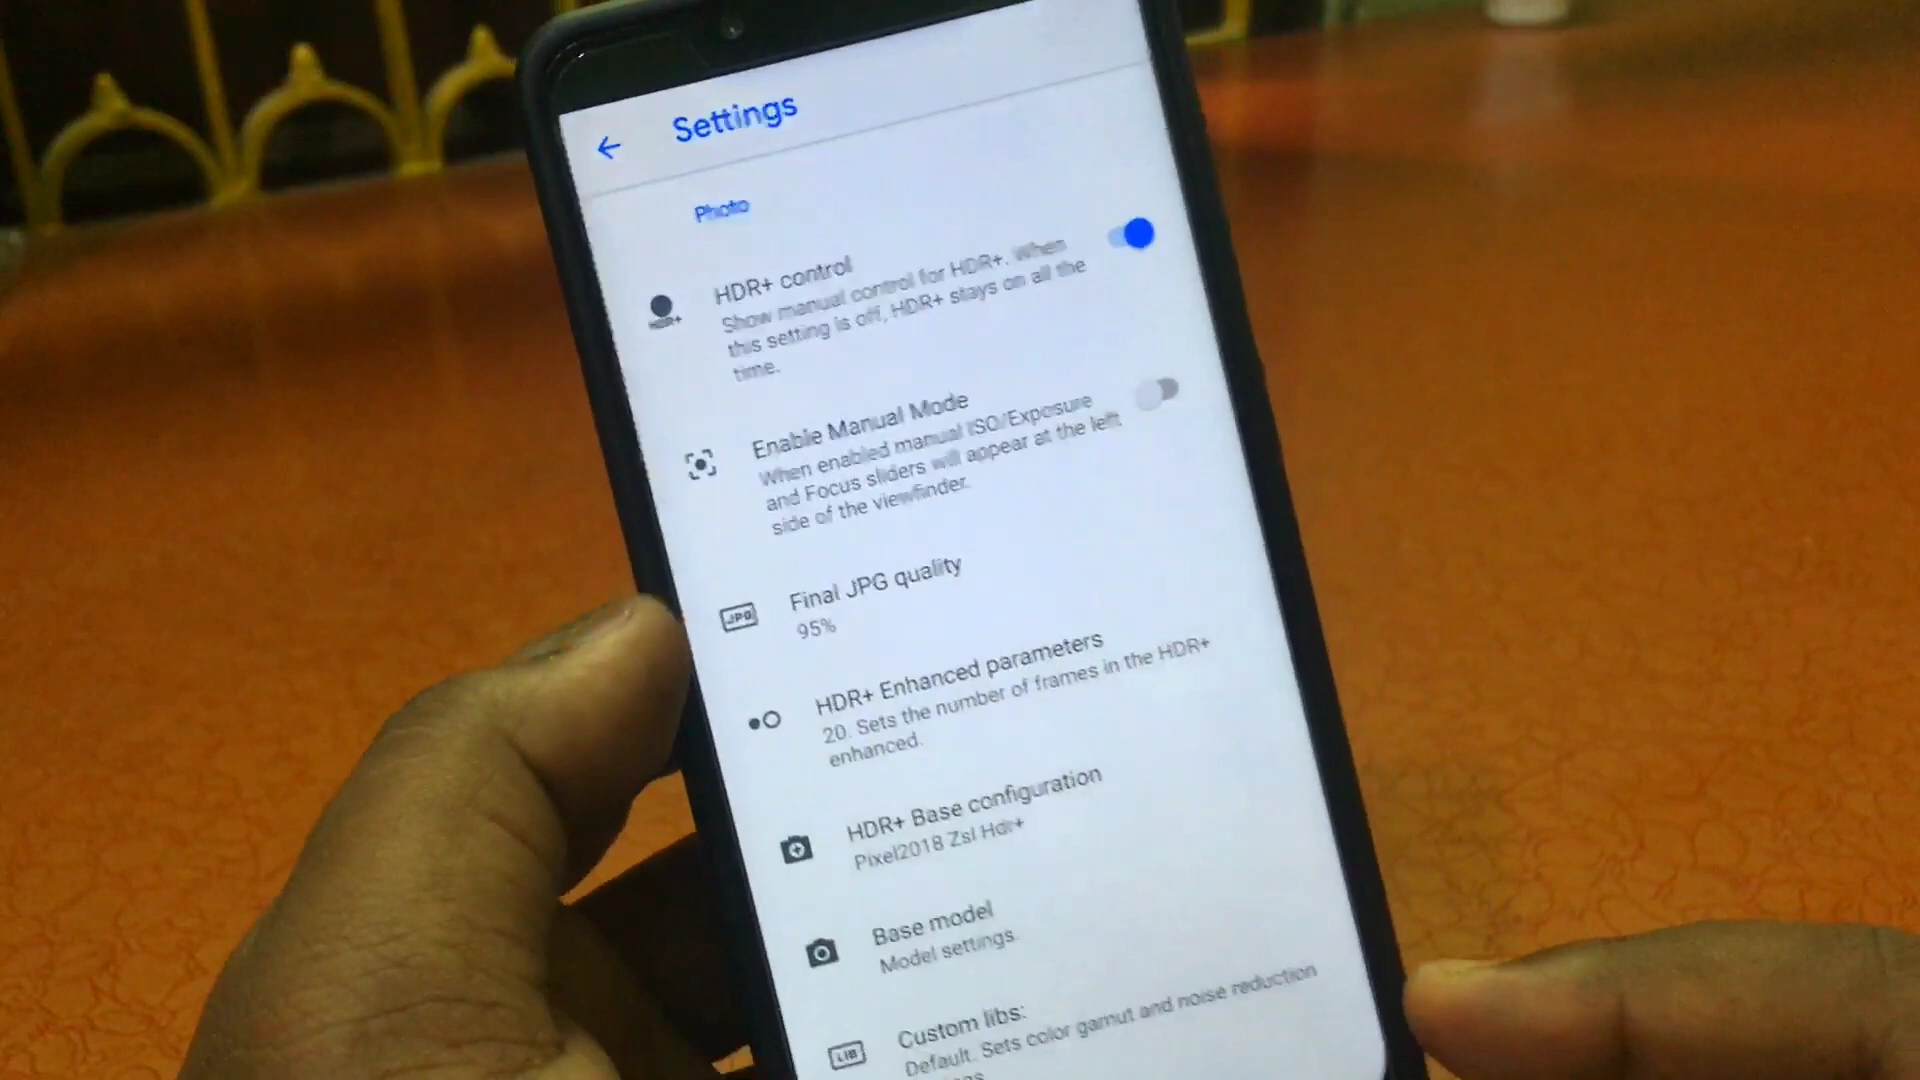 Settings
Photo
HDR+ control
Show manual control for HDR+. When
this setting is off, HDR+ stays on all the
time.
HDR+
Enable Manual Mode
When enabled manual ISO/Exposure
and Focus sliders will appear at the left
side of the viewfinder.
Final JPG quality
95%
JPG
HDR+ Enhanced parameters
20. Sets the number of frames in the HDR+
enhanced.
HDR+ Base configuration
Pixel2018 Zsl Hdr+
Base model
Model settings.
Custom libs:
Default. Sets color gamut and noise reduction
LIB